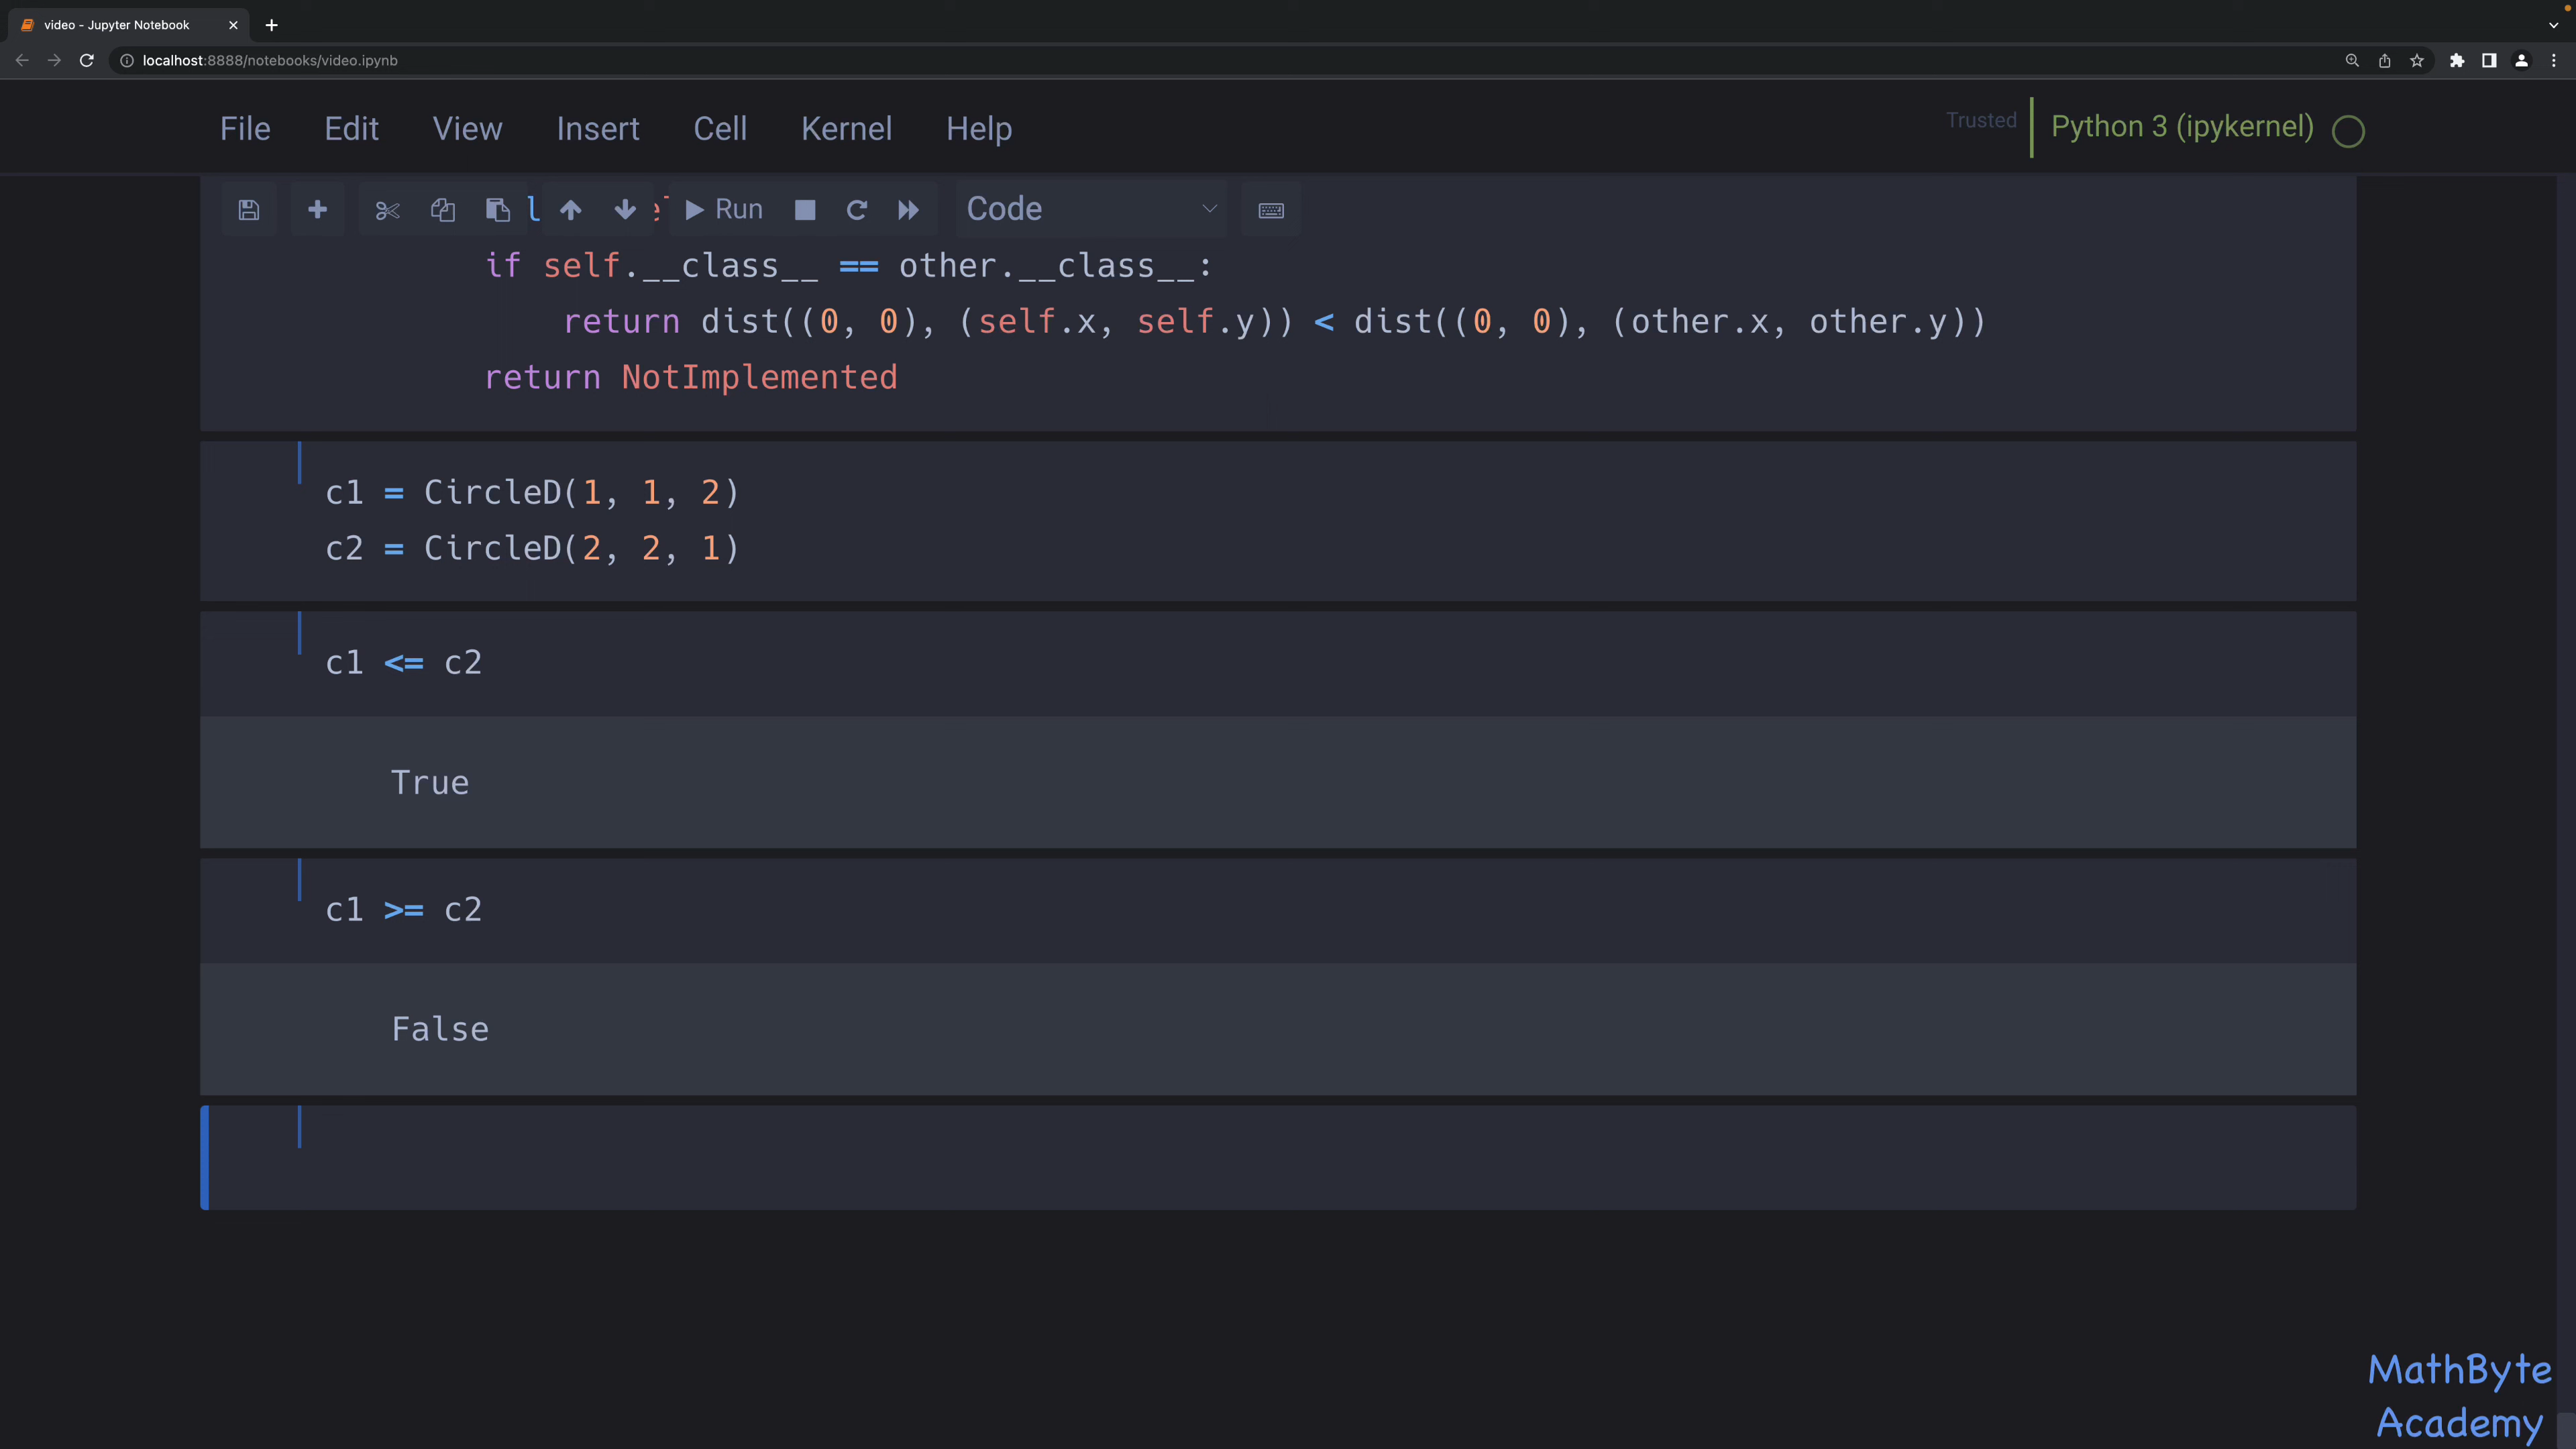 video - Jupyter Notebook
localhost:8888/notebooks/video.ipynb
File Edit View Insert Cell Kernel Help
Trusted
Python 3 (ipykernel)
Run
Code
if self.__class__ == other.__class__:
return dist((0, 0), (self.x, self.y)) < dist((0, 0), (other.x, other.y))
return NotImplemented
c1 = CircleD(1, 1, 2)
c2 = CircleD(2, 2, 1)
c1 <= c2
True
c1 >= c2
False
MathByte
Academy